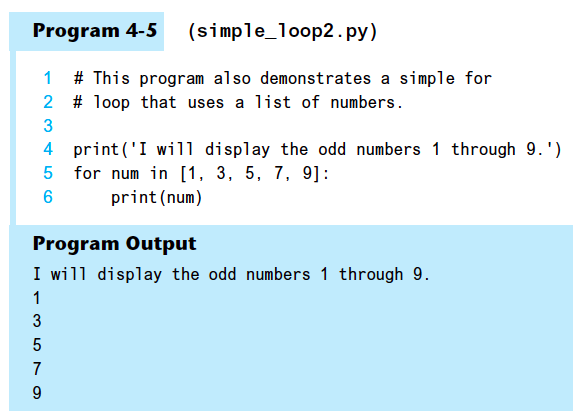 Program 4-5 (simple_loop2.py)
1 # This program also demonstrates a simple for
2 # loop that uses a list of numbers.
3
4 print('I will display the odd numbers 1 through 9.')
5 for num in [1, 3, 5, 7, 9]:
6     print(num)
Program Output
I will display the odd numbers 1 through 9.
1
3
5
7
9